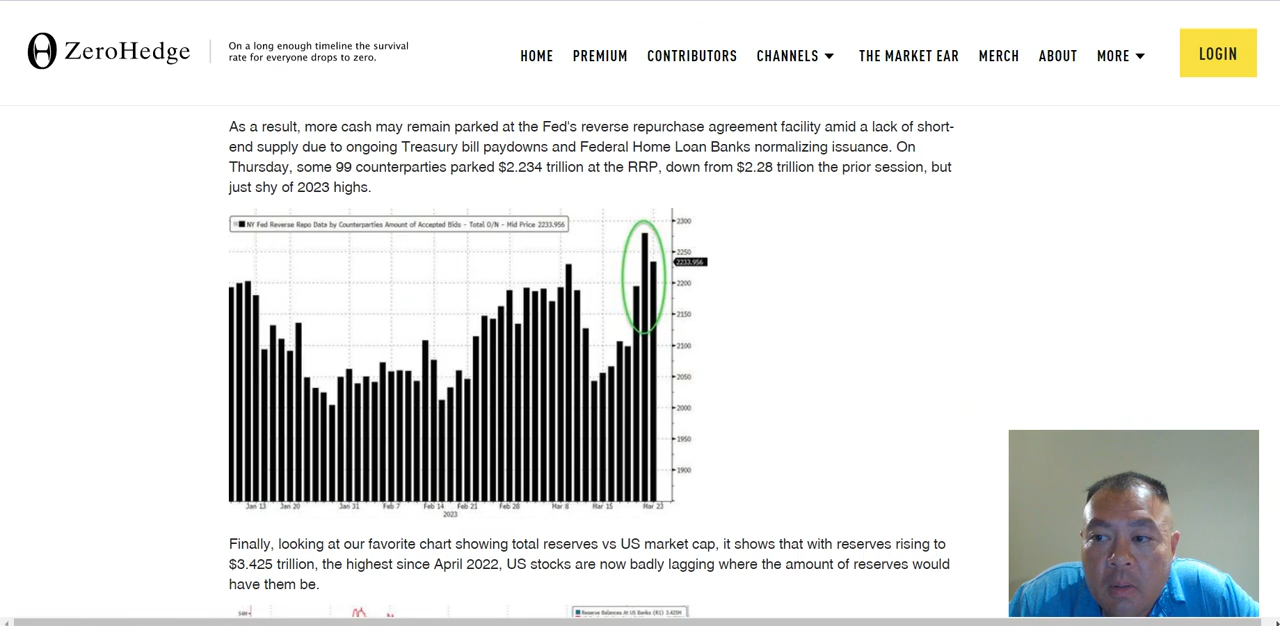 ZeroHedge
On a long enough timeline the survival
rate for everyone drops to zero.
HOME PREMIUM CONTRIBUTORS CHANNELS THE MARKET EAR MERCH ABOUT MORE LOGIN
As a result, more cash may remain parked at the Fed's reverse repurchase agreement facility amid a lack of short-
end supply due to ongoing Treasury bill paydowns and Federal Home Loan Banks normalizing issuance. On
Thursday, some 99 counterparties parked $2.234 trillion at the RRP, down from $2.28 trillion the prior session, but
just shy of 2023 highs.
NY Fed Reverse Repo Data by Counterparties Amount of Accepted Bids - Total O/N - Mid Price 2233.956
2300
2250
2233.956
2200
2150
2100
2050
2000
1950
1900
Jan 13 Jan 20 Jan 31 Feb 7 Feb 14 Feb 21 Feb 28 Mar 8 Mar 15 Mar 23
2023
Finally, looking at our favorite chart showing total reserves vs US market cap, it shows that with reserves rising to
$3.425 trillion, the highest since April 2022, US stocks are now badly lagging where the amount of reserves would
have them be.
Reserve Balances At US Banks (R1) 3.425M